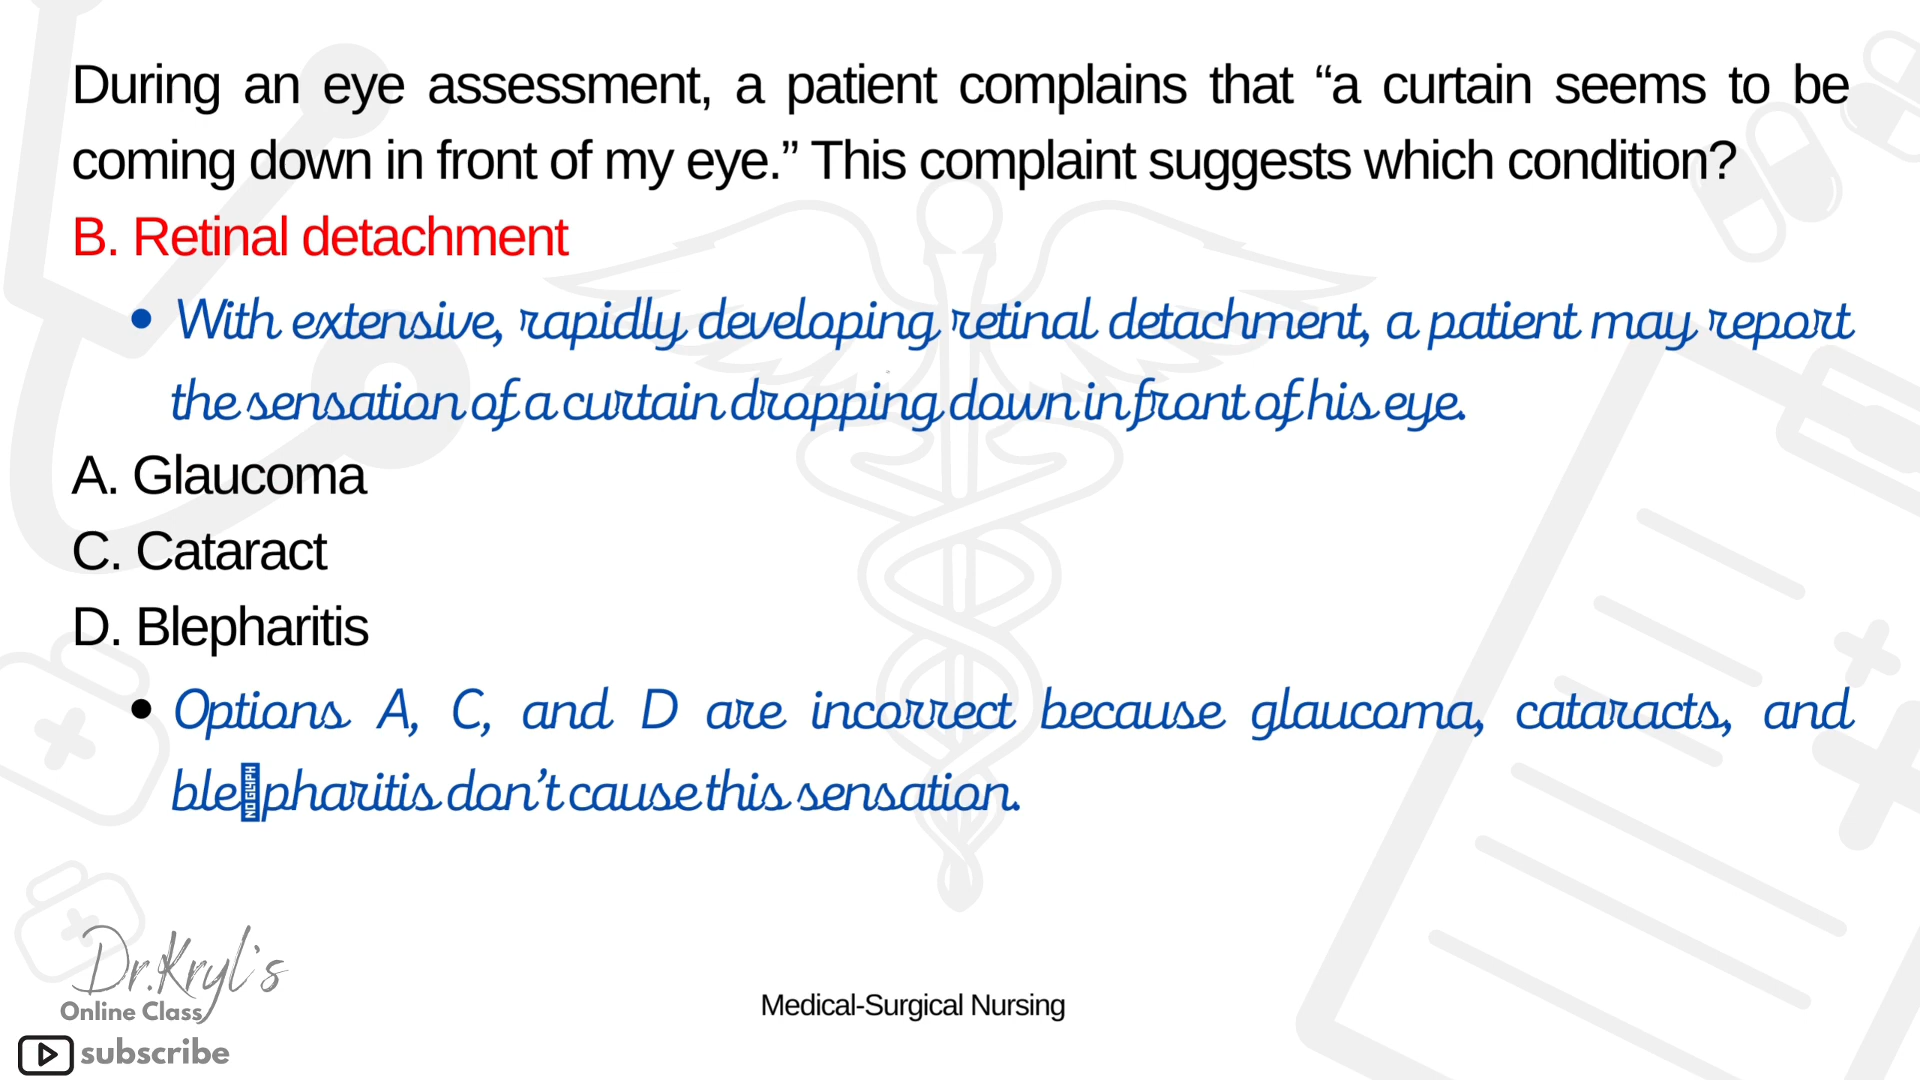 During an eye assessment, a patient complains that “a curtain seems to be
coming down in front of my eye.” This complaint suggests which condition?
B. Retinal detachment
• With extensive, rapidly developing retinal detachment, a patient may report
the sensation of a curtain dropping down in front of his eye.
A. Glaucoma
C. Cataract
D. Blepharitis
• Options A, C, and D are incorrect because glaucoma, cataracts, and
blepharitis don’t cause this sensation.
Dr.Kryl's
Online Class
Medical-Surgical Nursing
subscribe